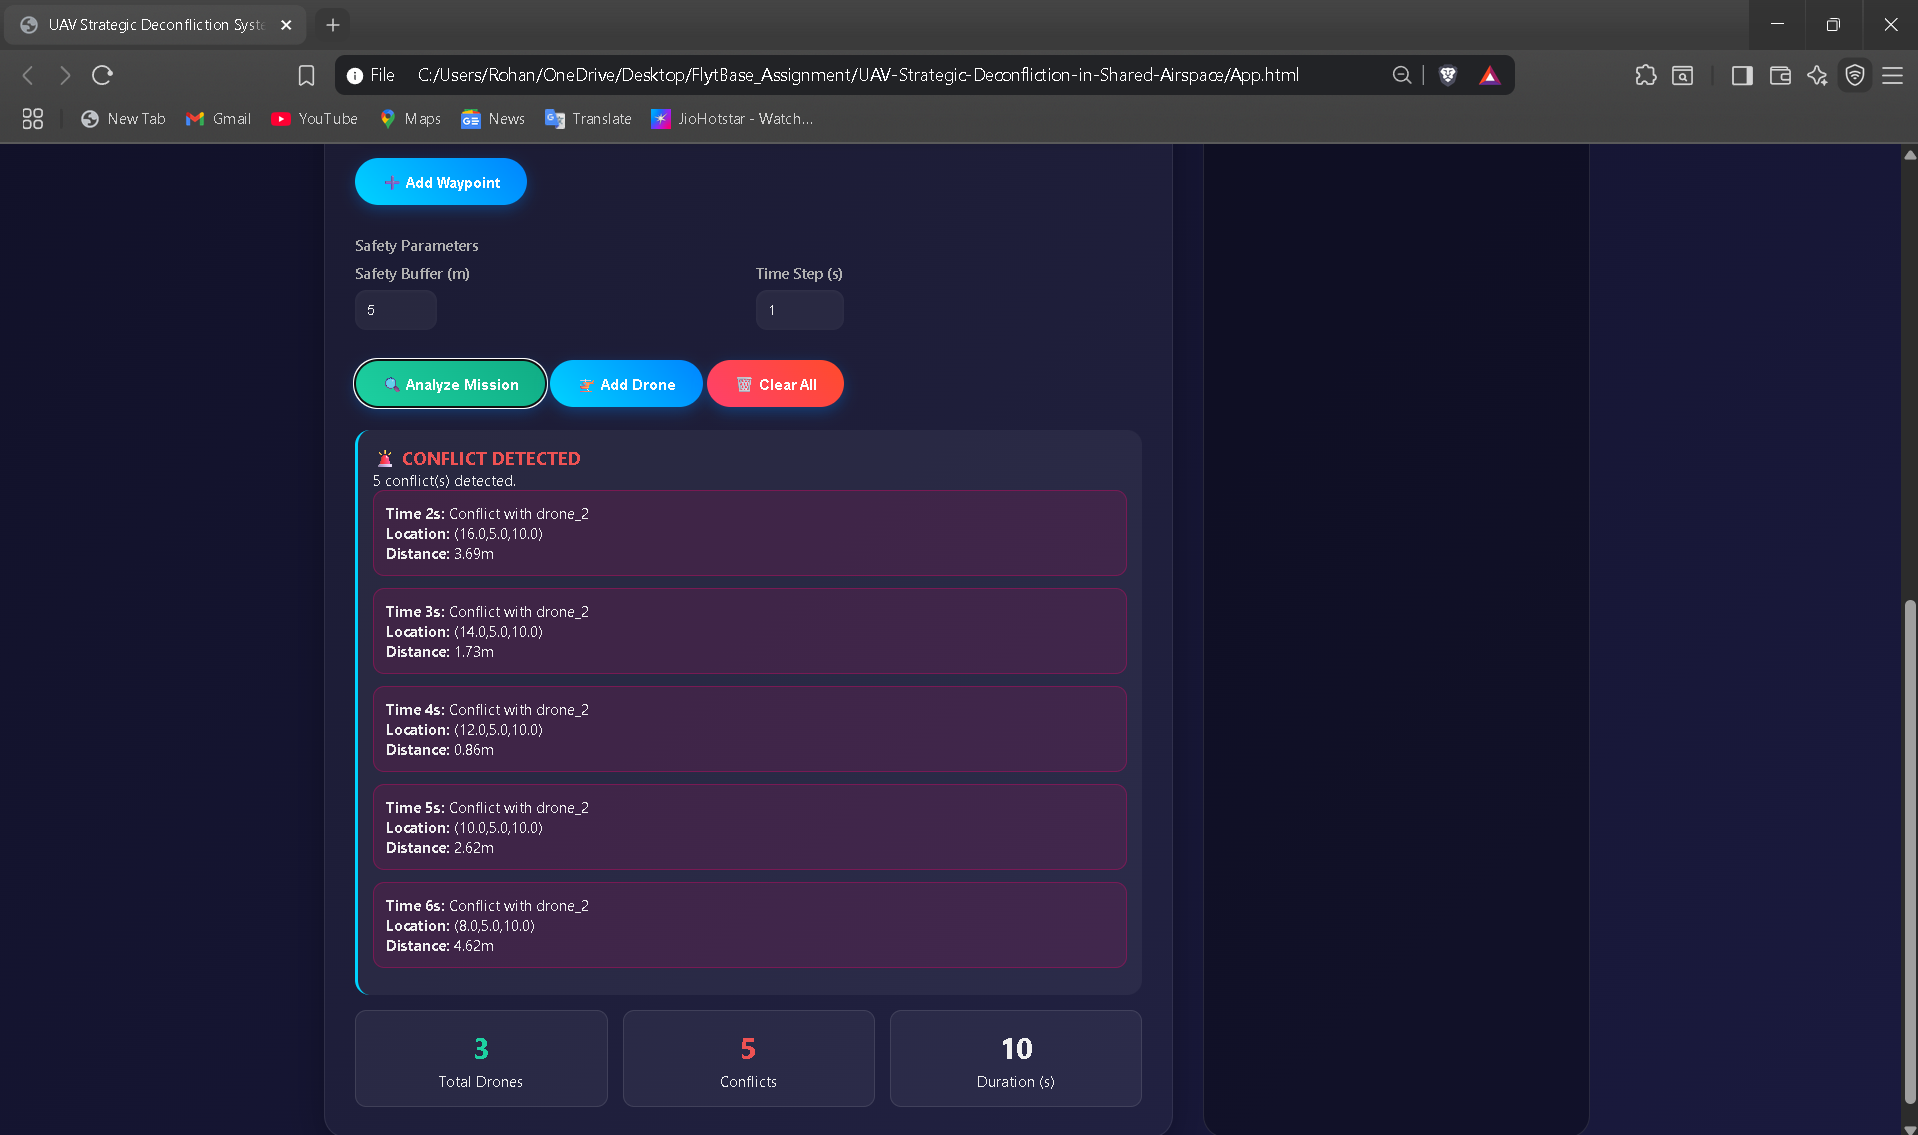 UAV Strategic Deconfliction Syste
File C:/Users/Rohan/OneDrive/Desktop/FlytBase_Assignment/UAV-Strategic-Deconfliction-in-Shared-Airspace/App.html
New Tab Gmail YouTube Maps News Translate JioHotstar - Watch...
Add Waypoint
Safety Parameters
Safety Buffer (m) Time Step (s)
5 1
Analyze Mission Add Drone Clear All
CONFLICT DETECTED
5 conflict(s) detected.
Time 2s: Conflict with drone_2
Location: (16.0,5.0,10.0)
Distance: 3.69m
Time 3s: Conflict with drone_2
Location: (14.0,5.0,10.0)
Distance: 1.73m
Time 4s: Conflict with drone_2
Location: (12.0,5.0,10.0)
Distance: 0.86m
Time 5s: Conflict with drone_2
Location: (10.0,5.0,10.0)
Distance: 2.62m
Time 6s: Conflict with drone_2
Location: (8.0,5.0,10.0)
Distance: 4.62m
3 5 10
Total Drones Conflicts Duration (s)